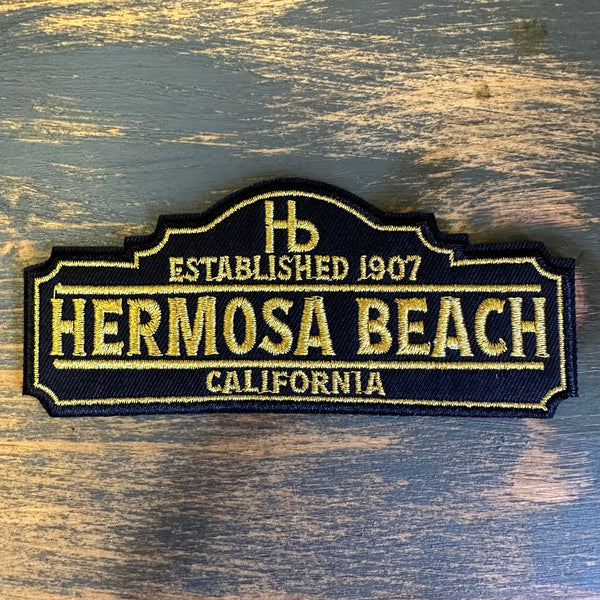 Hb
ESTABLISHED 1907
HERMOSA BEACH
CALIFORNIA